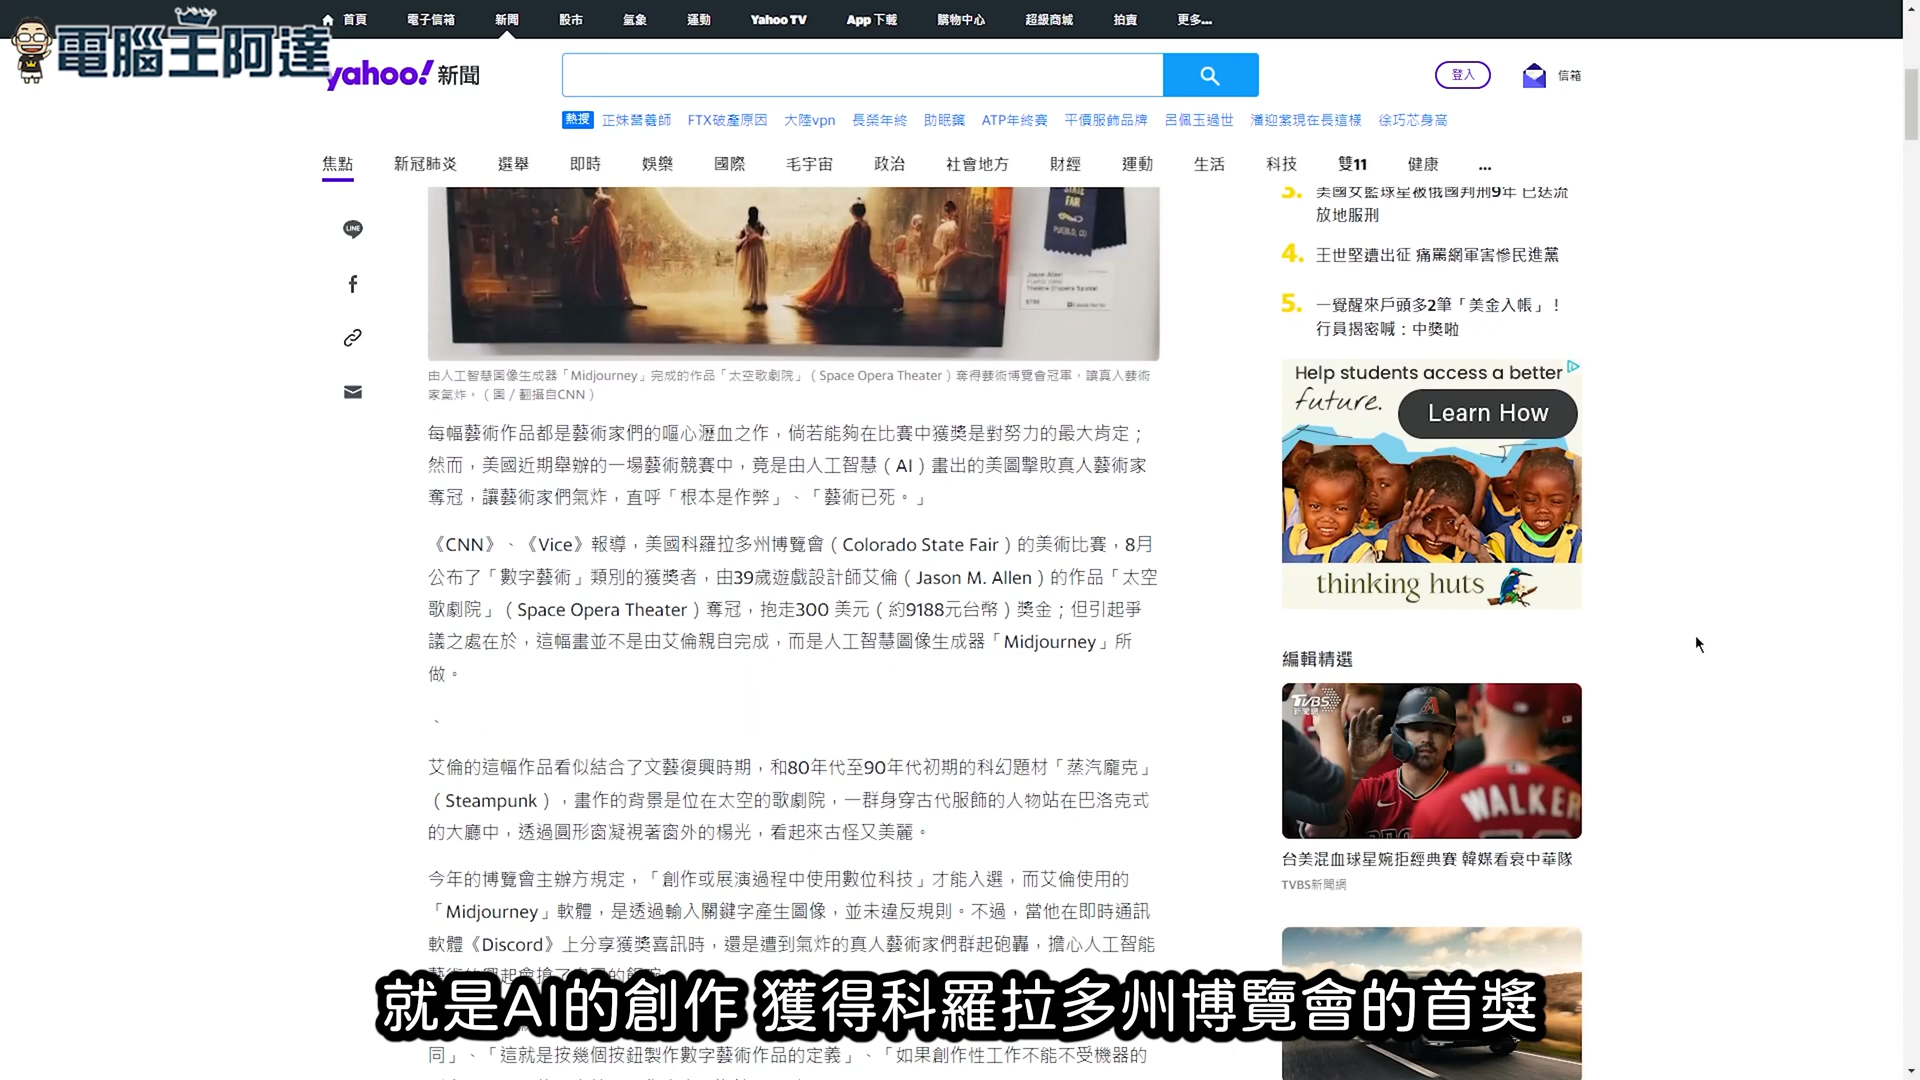 電腦王阿達
首頁
電子信箱
新聞
股市
氣象
運動
Yahoo TV
App 下載
購物中心
超級商城
拍賣
更多...
yahoo! 新聞
登入
信箱
熱搜 正妹營養師 FTX破產原因 大陸vpn 長榮年終 助眠藥 ATP年終賽 平價服飾品牌 呂佩玉過世 潘迎紫現在長這樣 徐巧芯身高
焦點 新冠肺炎 選舉 即時 娛樂 國際 毛宇宙 政治 社會地方 財經 運動 生活 科技 雙11 健康 ...
STATE
FAIR
PUEBLO, CO
Jason Allen
LINE
由人工智慧圖像生成器「Midjourney」完成的作品「太空歌劇院」（Space Opera Theater）奪得藝術博覽會冠軍，讓真人藝術
家氣炸。（圖／翻攝自CNN）
每幅藝術作品都是藝術家們的嘔心瀝血之作，倘若能夠在比賽中獲獎是對努力的最大肯定；
然而，美國近期舉辦的一場藝術競賽中，竟是由人工智慧（AI）畫出的美圖擊敗真人藝術家
奪冠，讓藝術家們氣炸，直呼「根本是作弊」、「藝術已死。」
《CNN》、《Vice》報導，美國科羅拉多州博覽會（Colorado State Fair）的美術比賽，8月
公布了「數字藝術」類別的獲獎者，由39歲遊戲設計師艾倫（Jason M. Allen）的作品「太空
歌劇院」（Space Opera Theater）奪冠，抱走300 美元（約9188元台幣）獎金；但引起爭
議之處在於，這幅畫並不是由艾倫親自完成，而是人工智慧圖像生成器「Midjourney」所
做。
、
艾倫的這幅作品看似結合了文藝復興時期，和80年代至90年代初期的科幻題材「蒸汽龐克」
（Steampunk），畫作的背景是位在太空的歌劇院，一群身穿古代服飾的人物站在巴洛克式
的大廳中，透過圓形窗凝視著窗外的楊光，看起來古怪又美麗。
今年的博覽會主辦方規定，「創作或展演過程中使用數位科技」才能入選，而艾倫使用的
「Midjourney」軟體，是透過輸入關鍵字產生圖像，並未違反規則。不過，當他在即時通訊
軟體《Discord》上分享獲獎喜訊時，還是遭到氣炸的真人藝術家們群起砲轟，擔心人工智能
就是AI的創作 獲得科羅拉多州博覽會的首獎
同」、「這就是按幾個按鈕製作數字藝術作品的定義」、「如果創作性工作不能不受機器的
3. 美國女籃球星被俄國判刑9年 已送流
放地服刑
4. 王世堅遭出征 痛罵網軍害慘民進黨
5. 一覺醒來戶頭多2筆「美金入帳」！
行員揭密喊：中獎啦
Help students access a better
future.
Learn How
thinking huts
編輯精選
TVBS
新聞網
A
WALKER
台美混血球星婉拒經典賽 韓媒看衰中華隊
TVBS新聞網